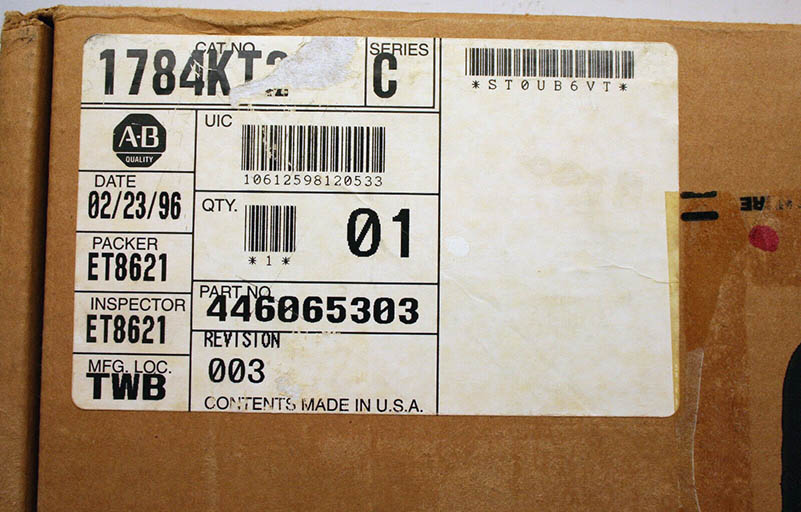 CAT NO.
1784KT2
SERIES
C
*ST0UB6VT*
A·B
QUALITY
UIC
10612598120533
DATE
02/23/96
QTY.
01
*1*
PACKER
ET8621
PART NO.
446065303
INSPECTOR
ET8621
REVISION
003
MFG. LOC.
TWB
CONTENTS MADE IN U.S.A.